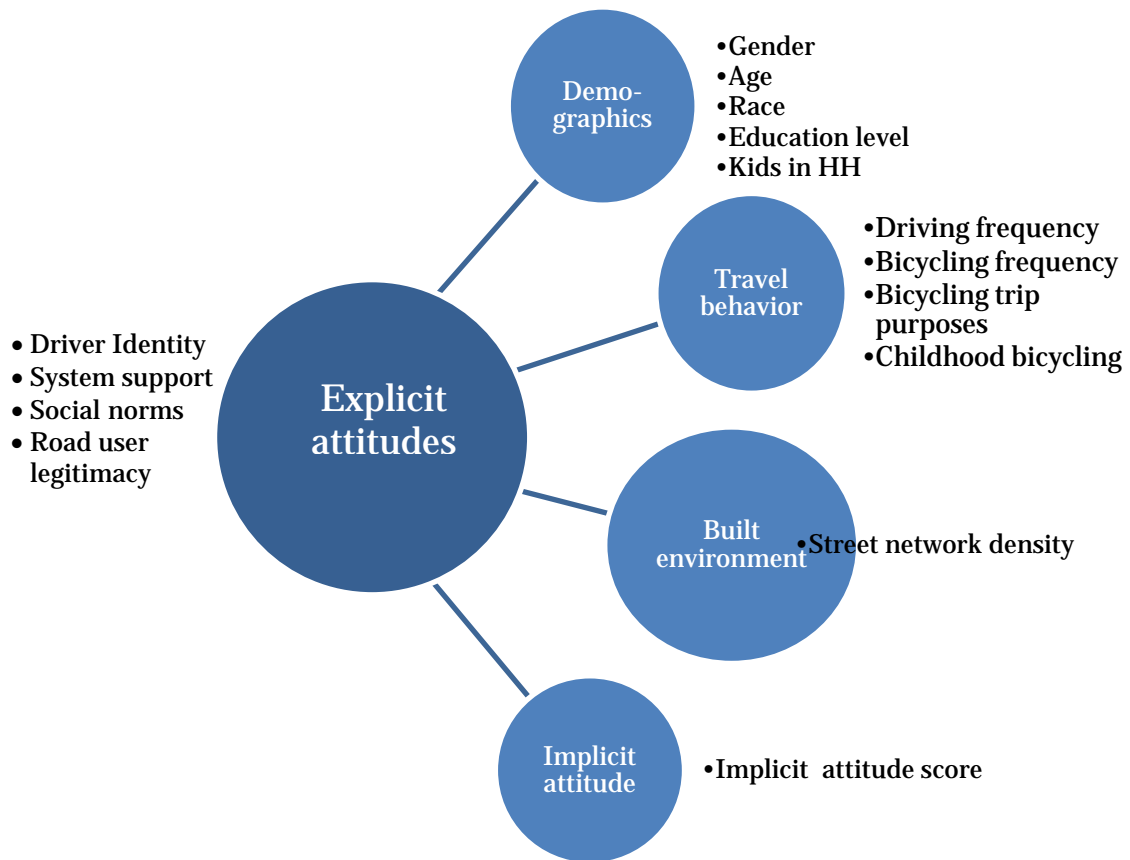 Demo-
graphics
•Gender
•Age
•Race
•Education level
•Kids in HH
Travel
behavior
•Driving frequency
•Bicycling frequency
•Bicycling trip
purposes
•Childhood bicycling
• Driver Identity
• System support
• Social norms
• Road user
legitimacy
Explicit
attitudes
Built
environment
•Street network density
Implicit
attitude
•Implicit attitude score